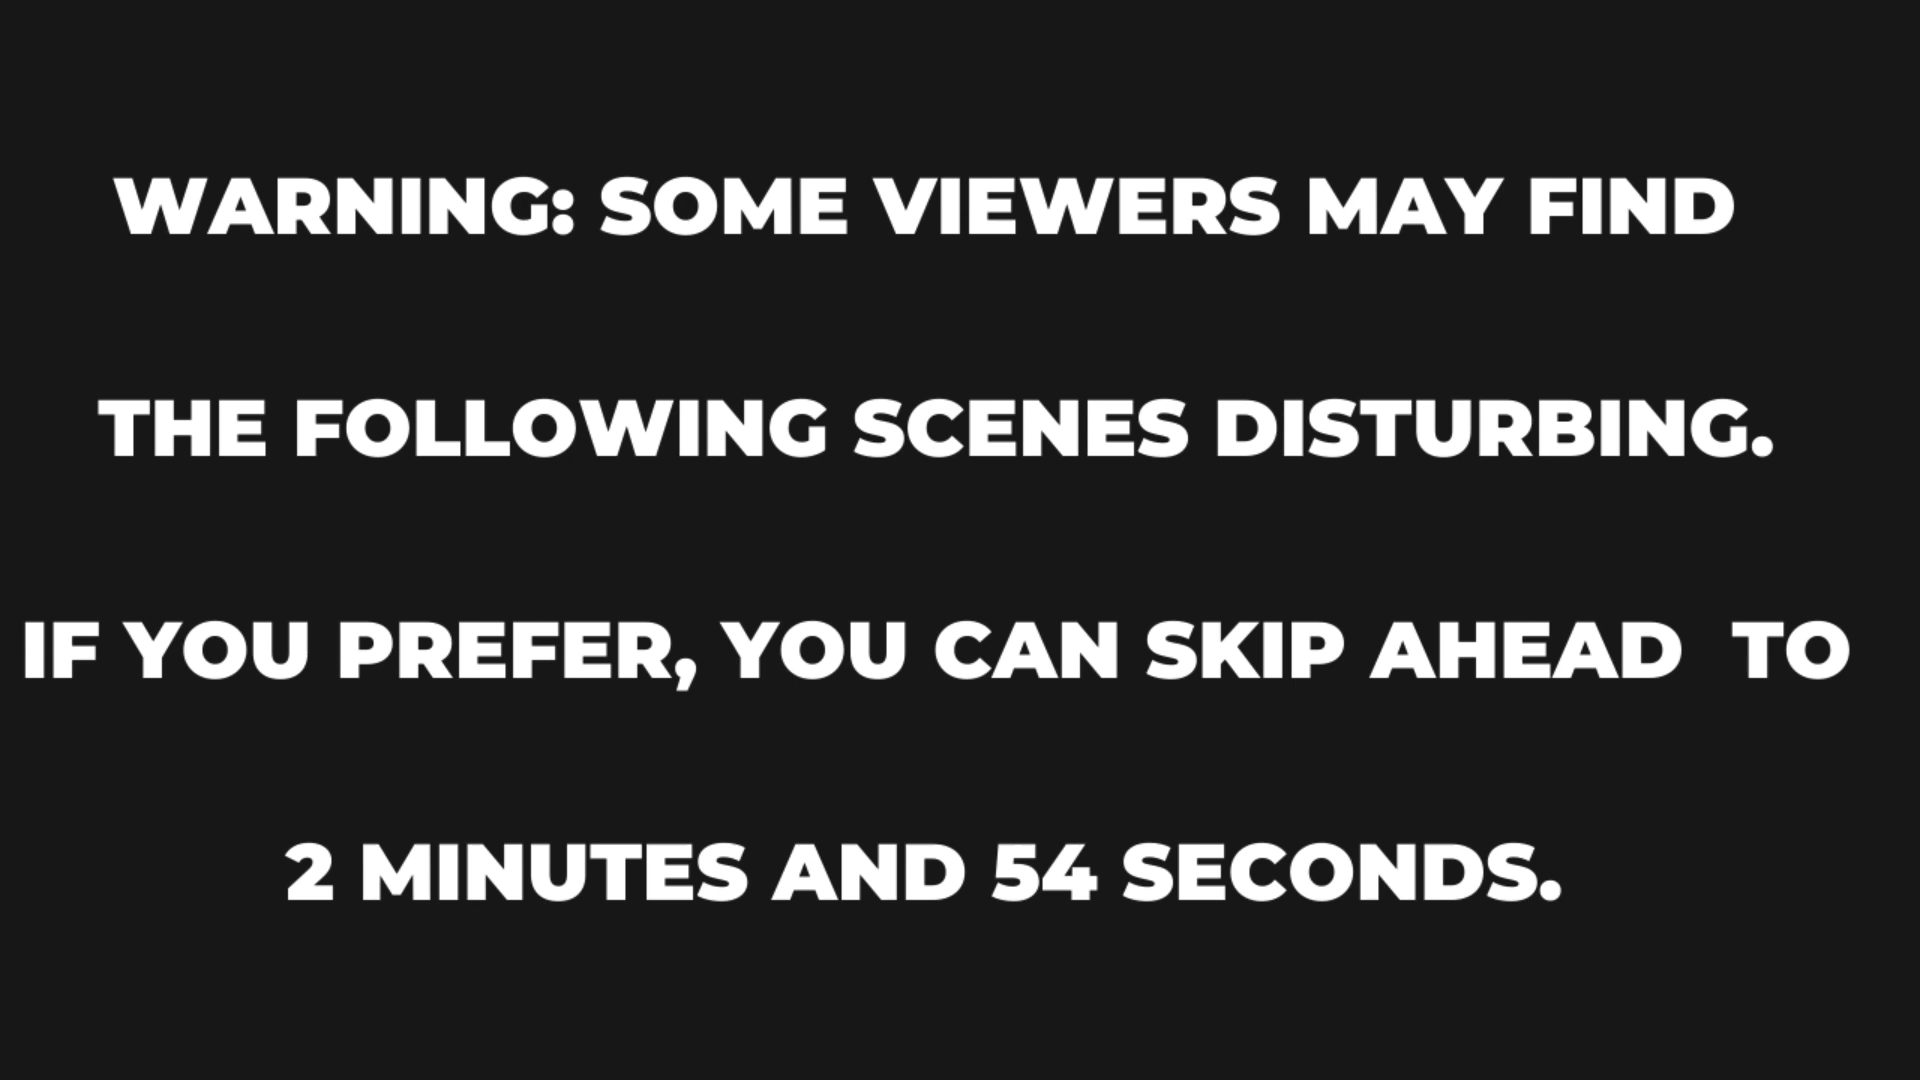 WARNING: SOME VIEWERS MAY FIND
THE FOLLOWING SCENES DISTURBING.
IF YOU PREFER, YOU CAN SKIP AHEAD  TO
2 MINUTES AND 54 SECONDS.